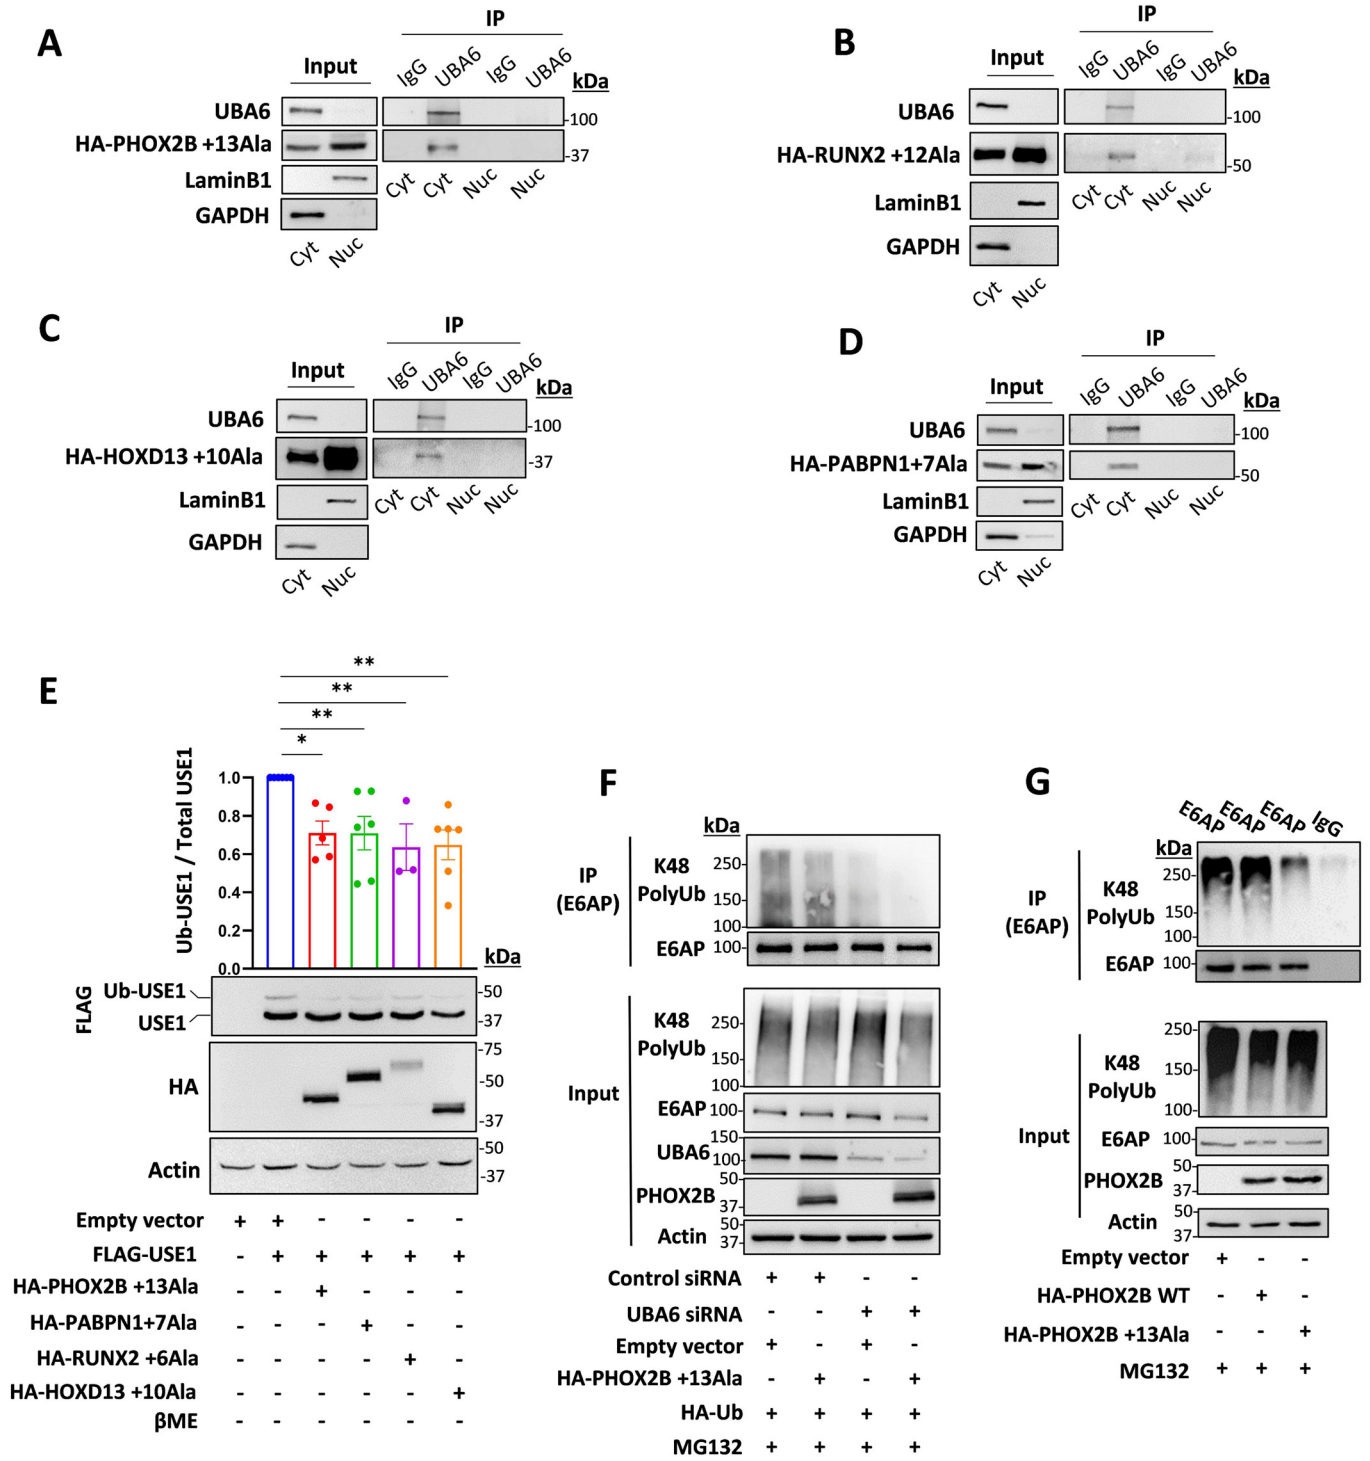 A
IP
Input
IgG UBA6 IgG UBA6
kDa
UBA6
-100
HA-PHOX2B +13Ala
-37
LaminB1
Cyt Cyt Nuc Nuc
GAPDH
Cyt Nuc
B
IP
Input
IgG UBA6 IgG UBA6
kDa
UBA6
-100
HA-RUNX2 +12Ala
-50
LaminB1
Cyt Cyt Nuc Nuc
GAPDH
Cyt Nuc
C
IP
Input
IgG UBA6 IgG UBA6
kDa
UBA6
-100
HA-HOXD13 +10Ala
-37
LaminB1
Cyt Cyt Nuc Nuc
GAPDH
Cyt Nuc
D
IP
Input
IgG UBA6 IgG UBA6
kDa
UBA6
-100
HA-PABPN1+7Ala
-50
LaminB1
Cyt Cyt Nuc Nuc
GAPDH
Cyt Nuc
E
**
**
**
*
Ub-USE1 / Total USE1
1.0
0.8
0.6
0.4
0.2
0.0
kDa
FLAG
Ub-USE1
-50
USE1
-37
-75
HA
-50
-37
-50
Actin
-37
Empty vector + + - - - -
FLAG-USE1 - + + + + +
HA-PHOX2B +13Ala - - + - - -
HA-PABPN1+7Ala - - - + - -
HA-RUNX2 +6Ala - - - - + -
HA-HOXD13 +10Ala - - - - - +
βME - - - - - -
F
kDa
IP
(E6AP)
K48
PolyUb
250-
150-
100-
E6AP 100-
Input
K48
PolyUb
250-
150-
100-
E6AP 100-
150-
UBA6 100-
50-
PHOX2B 37-
50-
Actin 37-
Control siRNA + + - -
UBA6 siRNA - - + +
Empty vector + - + -
HA-PHOX2B +13Ala - + - +
HA-Ub + + + +
MG132 + + + +
G
E6AP E6AP E6AP IgG
kDa
IP
(E6AP)
K48
PolyUb
250-
150-
100-
E6AP 100-
Input
K48
PolyUb
250-
150-
100-
E6AP 100-
50-
PHOX2B 37-
50-
Actin 37-
Empty vector + - -
HA-PHOX2B WT - + -
HA-PHOX2B +13Ala - - +
MG132 + + +